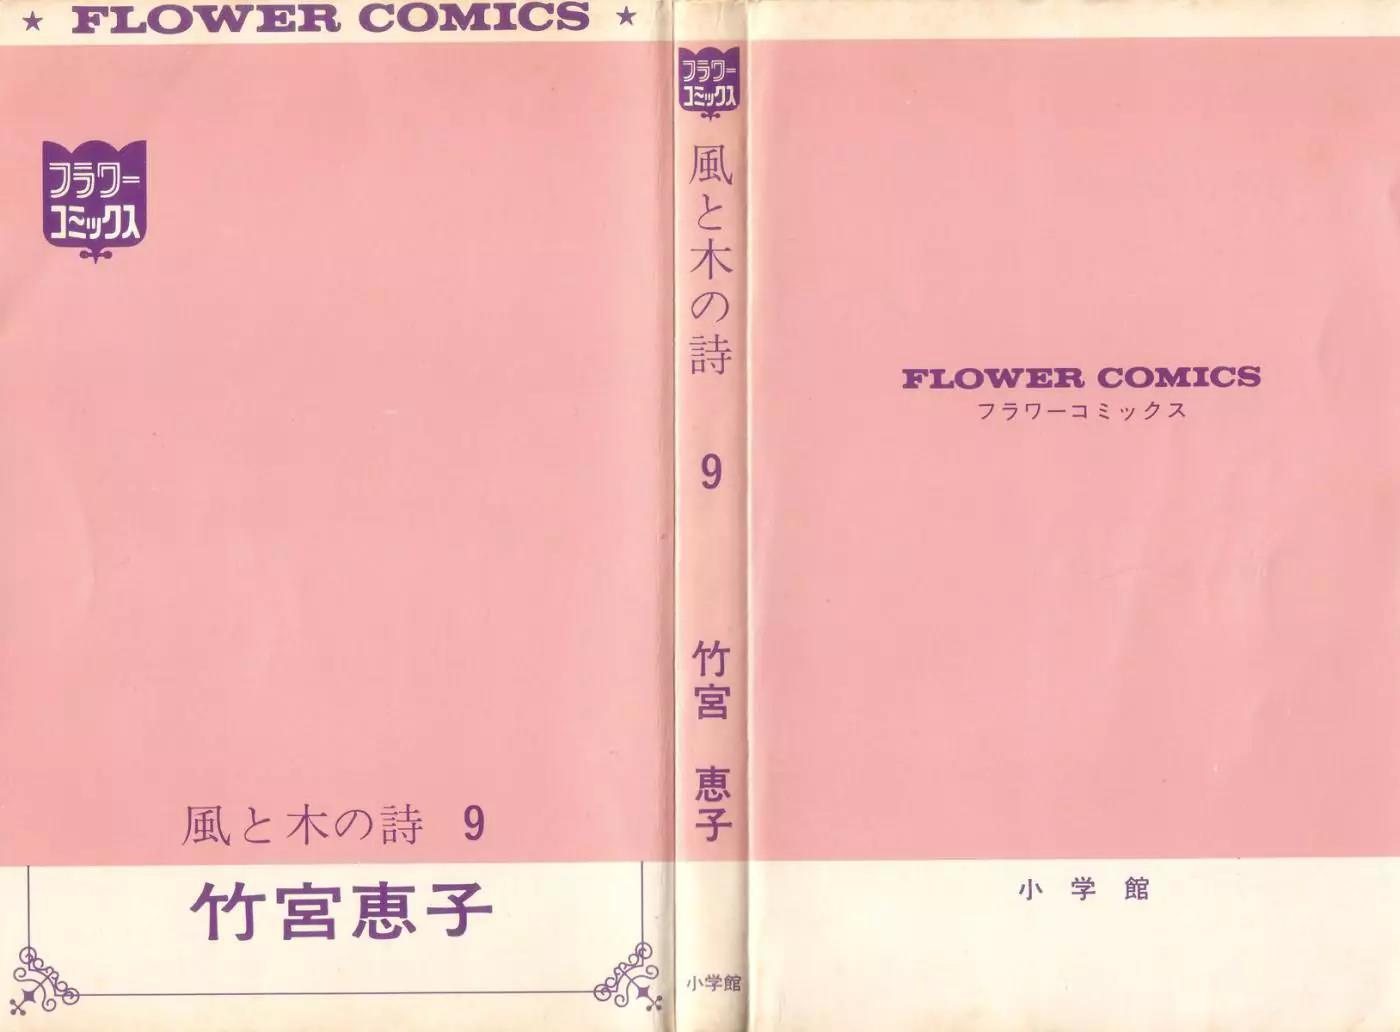 ★ FLOWER COMICS ★
フラワー
コミックス
風と木の詩 9
竹宮恵子
フラワー
コミックス
風と木の詩
9
竹宮 恵子
小学館
FLOWER COMICS
フラワーコミックス
小学館